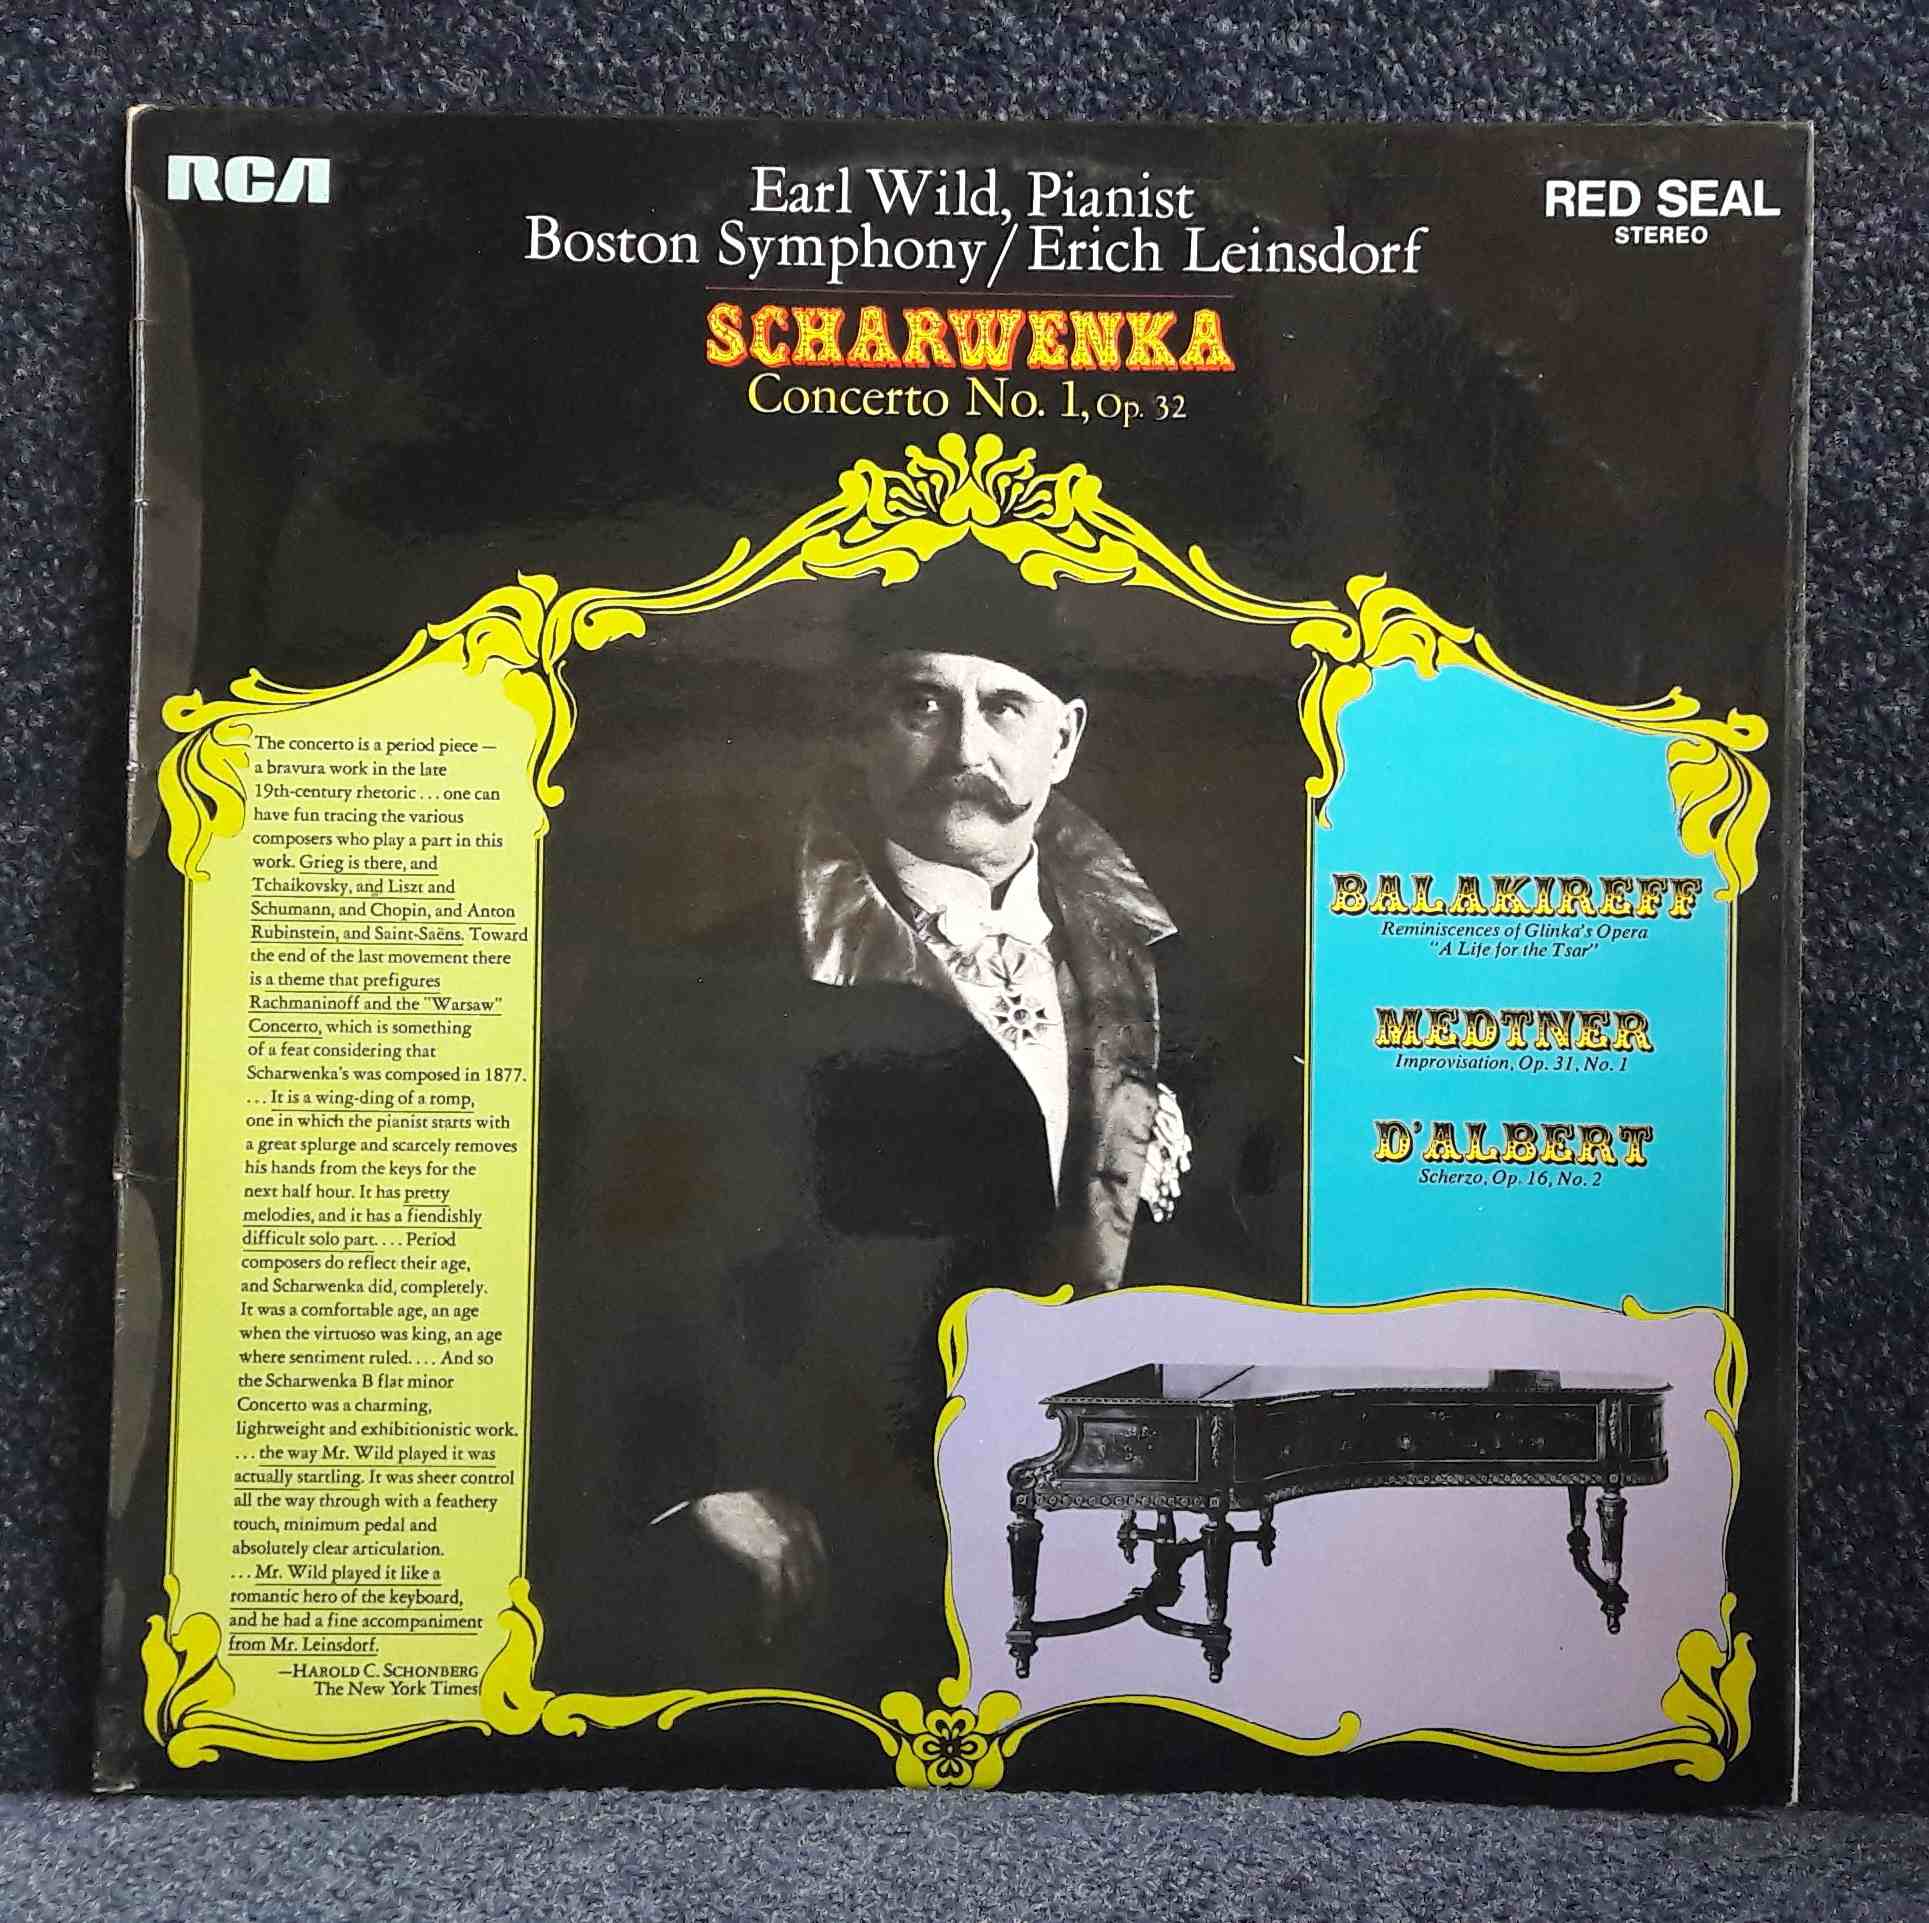 RCA
RED SEAL
STEREO
Earl Wild, Pianist
Boston Symphony/Erich Leinsdorf
SCHARWENKA
Concerto No. 1, Op. 32
The concerto is a period piece —
a bravura work in the late
19th-century rhetoric . . . one can
have fun tracing the various
composers who play a part in this
work. Grieg is there, and
Tchaikovsky, and Liszt and
Schumann, and Chopin, and Anton
Rubinstein, and Saint-Saëns. Toward
the end of the last movement there
is a theme that prefigures
Rachmaninoff and the "Warsaw"
Concerto, which is something
of a feat considering that
Scharwenka's was composed in 1877.
. . . It is a wing-ding of a romp,
one in which the pianist starts with
a great splurge and scarcely removes
his hands from the keys for the
next half hour. It has pretty
melodies, and it has a fiendishly
difficult solo part. . . . Period
composers do reflect their age,
and Scharwenka did, completely.
It was a comfortable age, an age
when the virtuoso was king, an age
where sentiment ruled. . . . And so
the Scharwenka B flat minor
Concerto was a charming,
lightweight and exhibitionistic work.
. . . the way Mr. Wild played it was
actually startling. It was sheer control
all the way through with a feathery
touch, minimum pedal and
absolutely clear articulation.
. . . Mr. Wild played it like a
romantic hero of the keyboard,
and he had a fine accompaniment
from Mr. Leinsdorf.
—HAROLD C. SCHONBERG
The New York Times
BALAKIREFF
Reminiscences of Glinka's Opera
"A Life for the Tsar"
MEDTNER
Improvisation, Op. 31, No. 1
D'ALBERT
Scherzo, Op. 16, No. 2